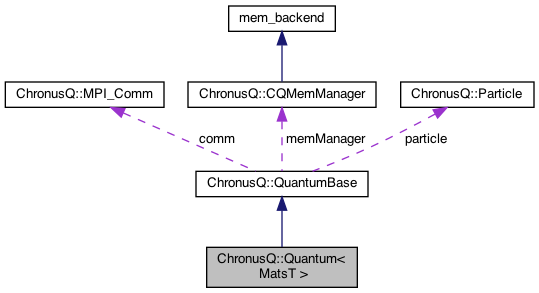 mem_backend
ChronusQ::MPI_Comm
ChronusQ::CQMemManager
ChronusQ::Particle
comm
memManager
particle
ChronusQ::QuantumBase
ChronusQ::Quantum<
MatsT >